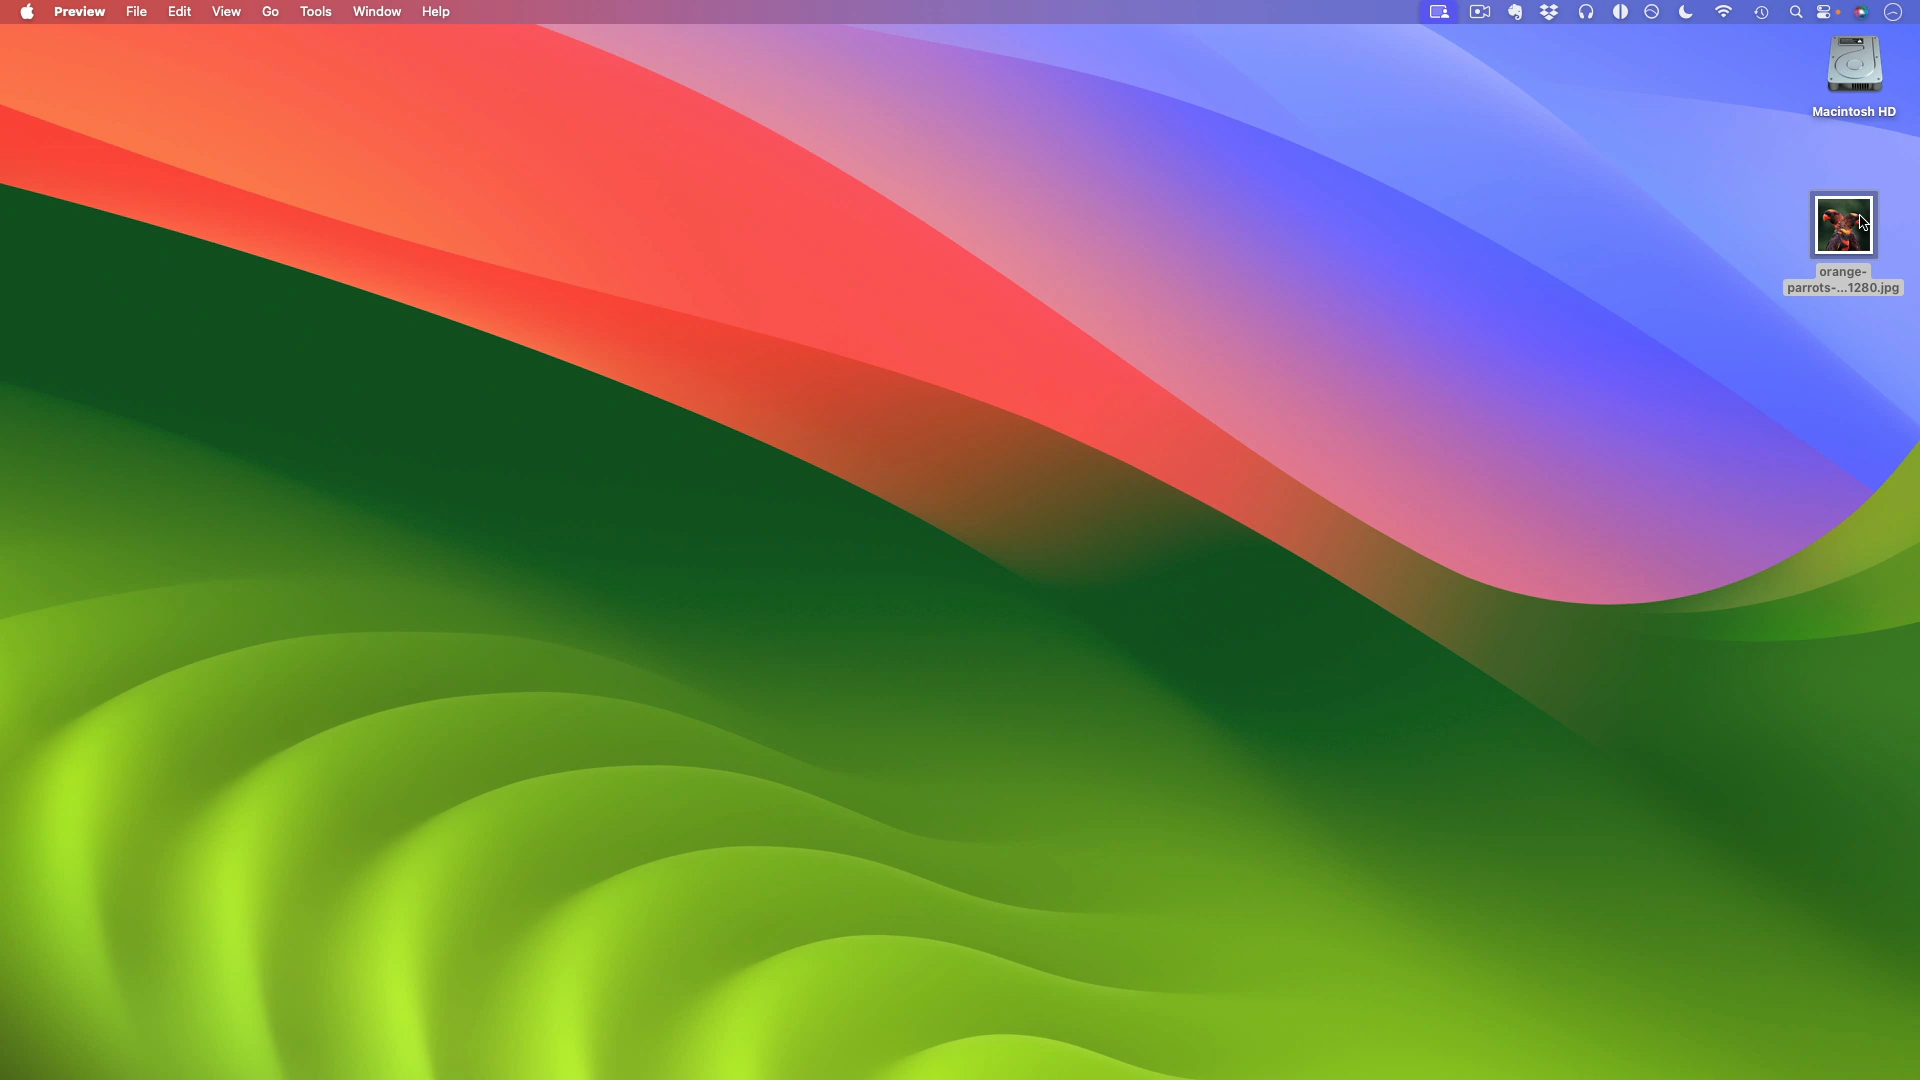 Preview File Edit View Go Tools Window Help
Macintosh HD
orange-
parrots-...1280.jpg